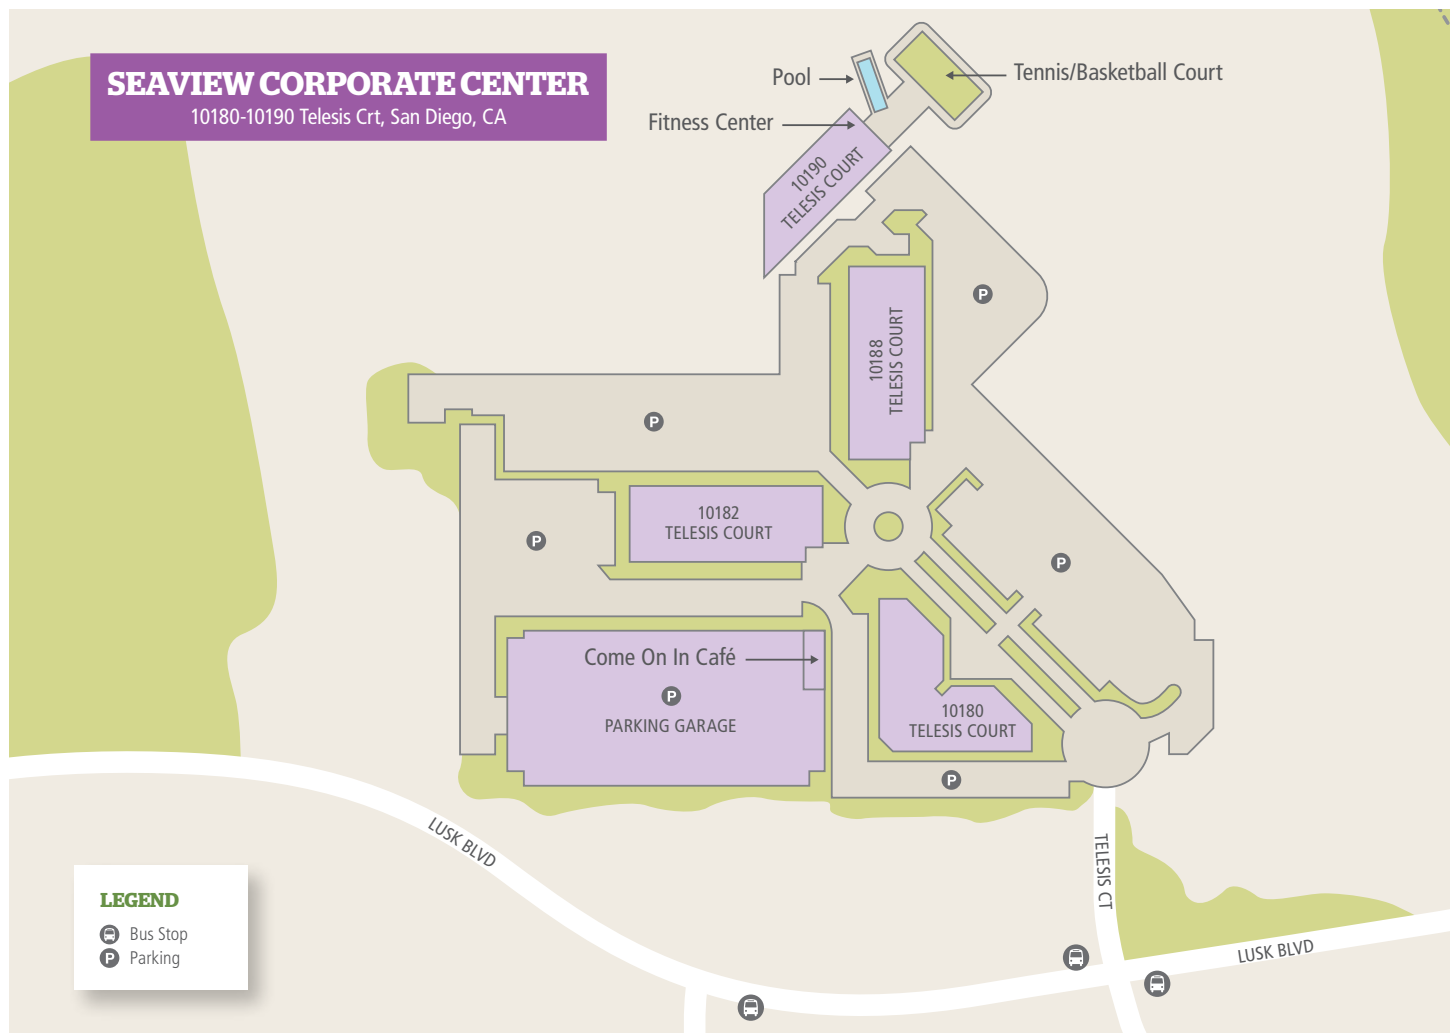 SEAVIEW CORPORATE CENTER
10180-10190 Telesis Crt, San Diego, CA
Pool
Tennis/Basketball Court
Fitness Center
10190
TELESIS COURT
P
10188
TELESIS COURT
P
10182
TELESIS COURT
P
P
Come On In Café
P
PARKING GARAGE
10180
TELESIS COURT
P
LUSK BLVD
TELESIS CT
LUSK BLVD
LEGEND
Bus Stop
P Parking